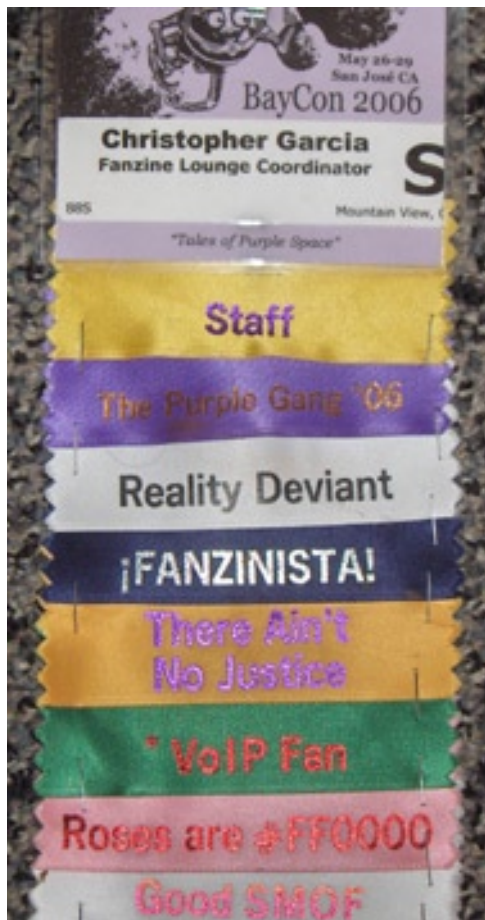 May 26-29
San José CA
BayCon 2006
Christopher Garcia
Fanzine Lounge Coordinator
S
88S
Mountain View,
"Tales of Purple Space"
Staff
The Purple Gang '06
Reality Deviant
¡FANZINISTA!
There Ain't
No Justice
* VoIP Fan
Roses are #FF0000
Good SMOF